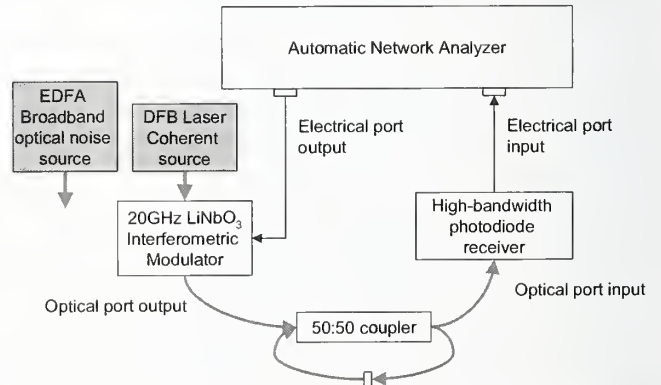 Automatic Network Analyzer
EDFA
Broadband
optical noise
source
DFB Laser
Coherent
source
Electrical port
output
Electrical port
input
20GHz LiNbO3
Interferometric
Modulator
High-bandwidth
photodiode
receiver
Optical port output
Optical port input
50:50 coupler